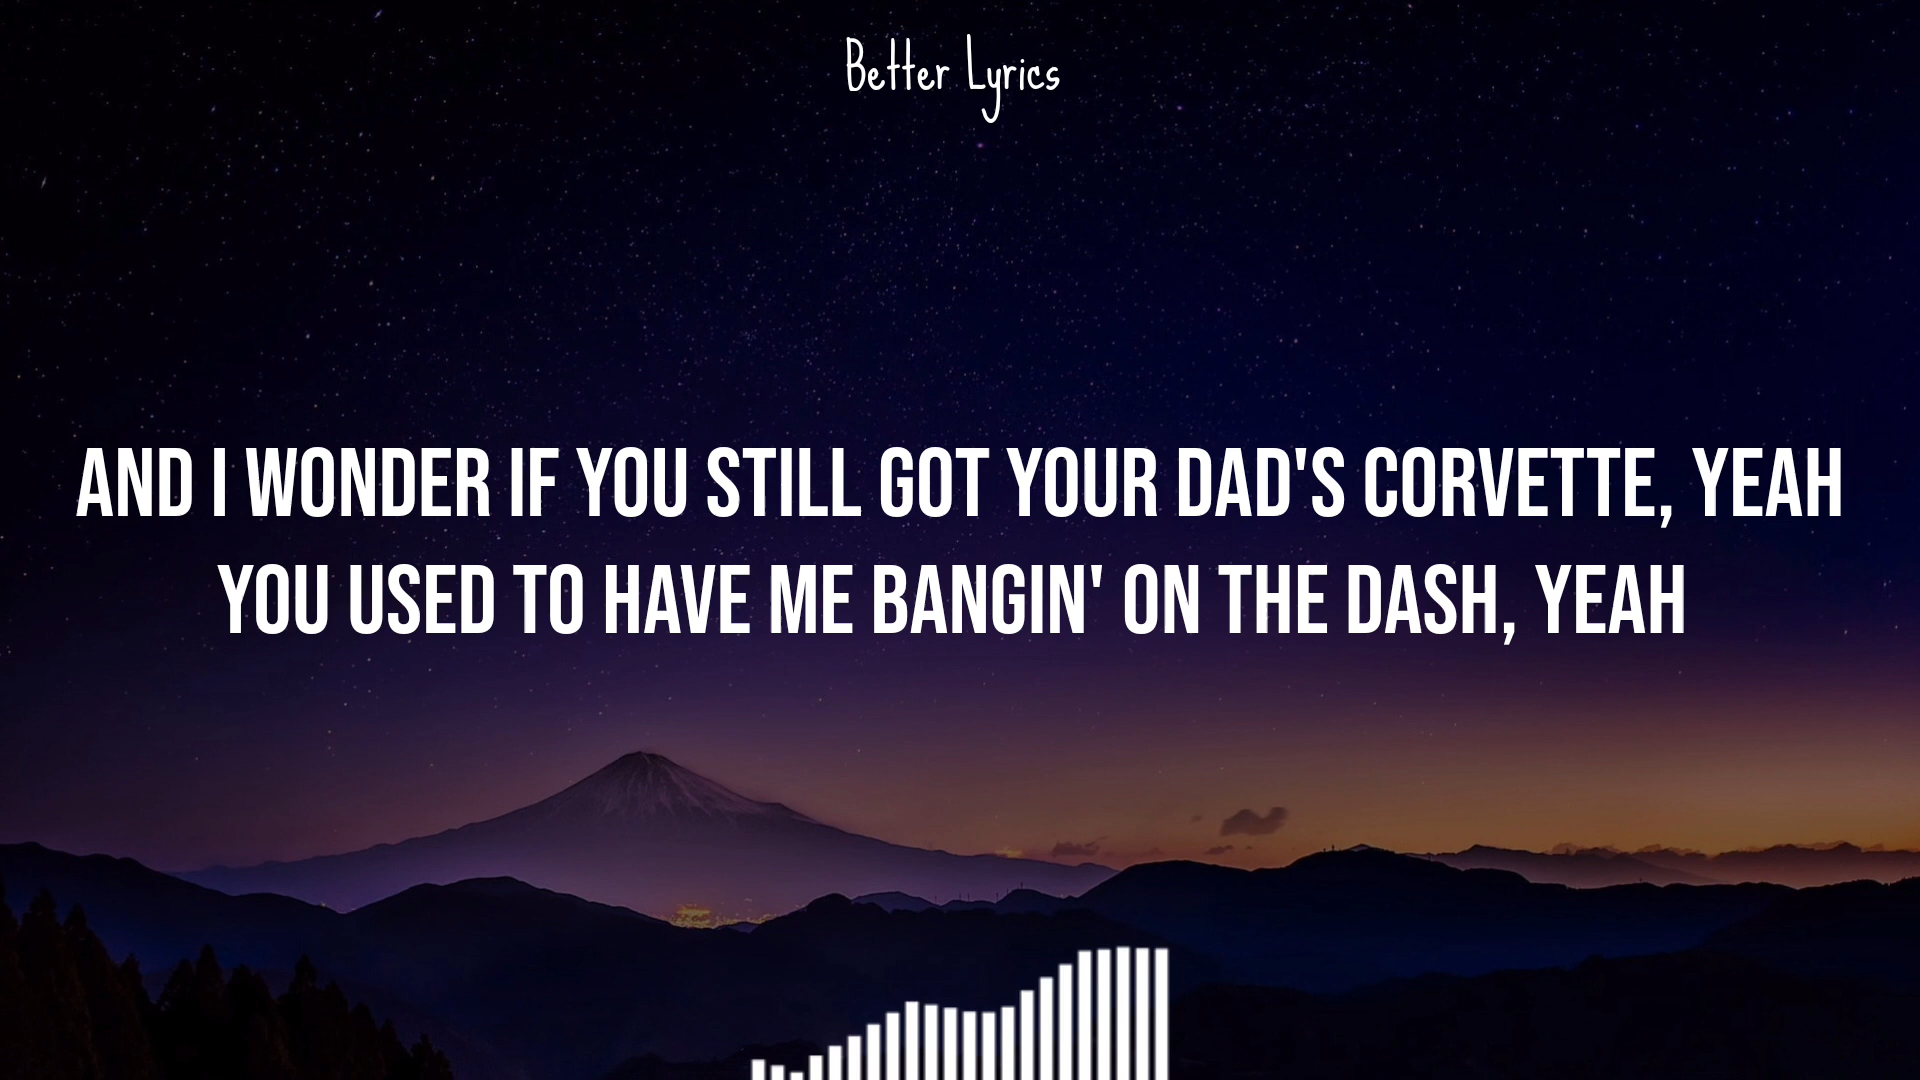 Better Lyrics
AND I WONDER IF YOU STILL GOT YOUR DAD'S CORVETTE, YEAH
YOU USED TO HAVE ME BANGIN' ON THE DASH, YEAH